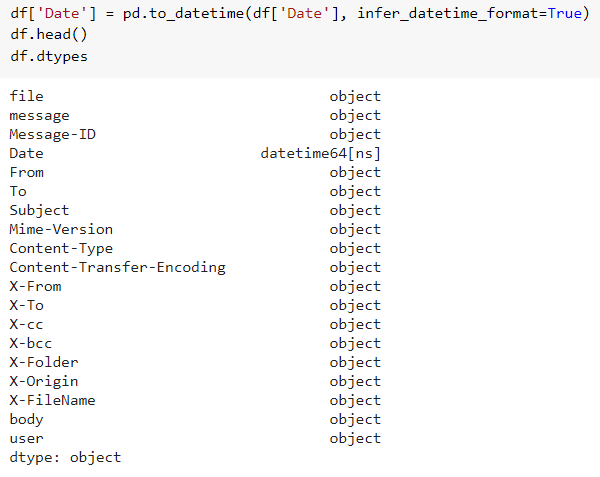 df['Date'] = pd.to_datetime(df['Date'], infer_datetime_format=True)
df.head()
df.dtypes
file object
message object
Message-ID object
Date datetime64[ns]
From object
To object
Subject object
Mime-Version object
Content-Type object
Content-Transfer-Encoding object
X-From object
X-To object
X-cc object
X-bcc object
X-Folder object
X-Origin object
X-FileName object
body object
user object
dtype: object